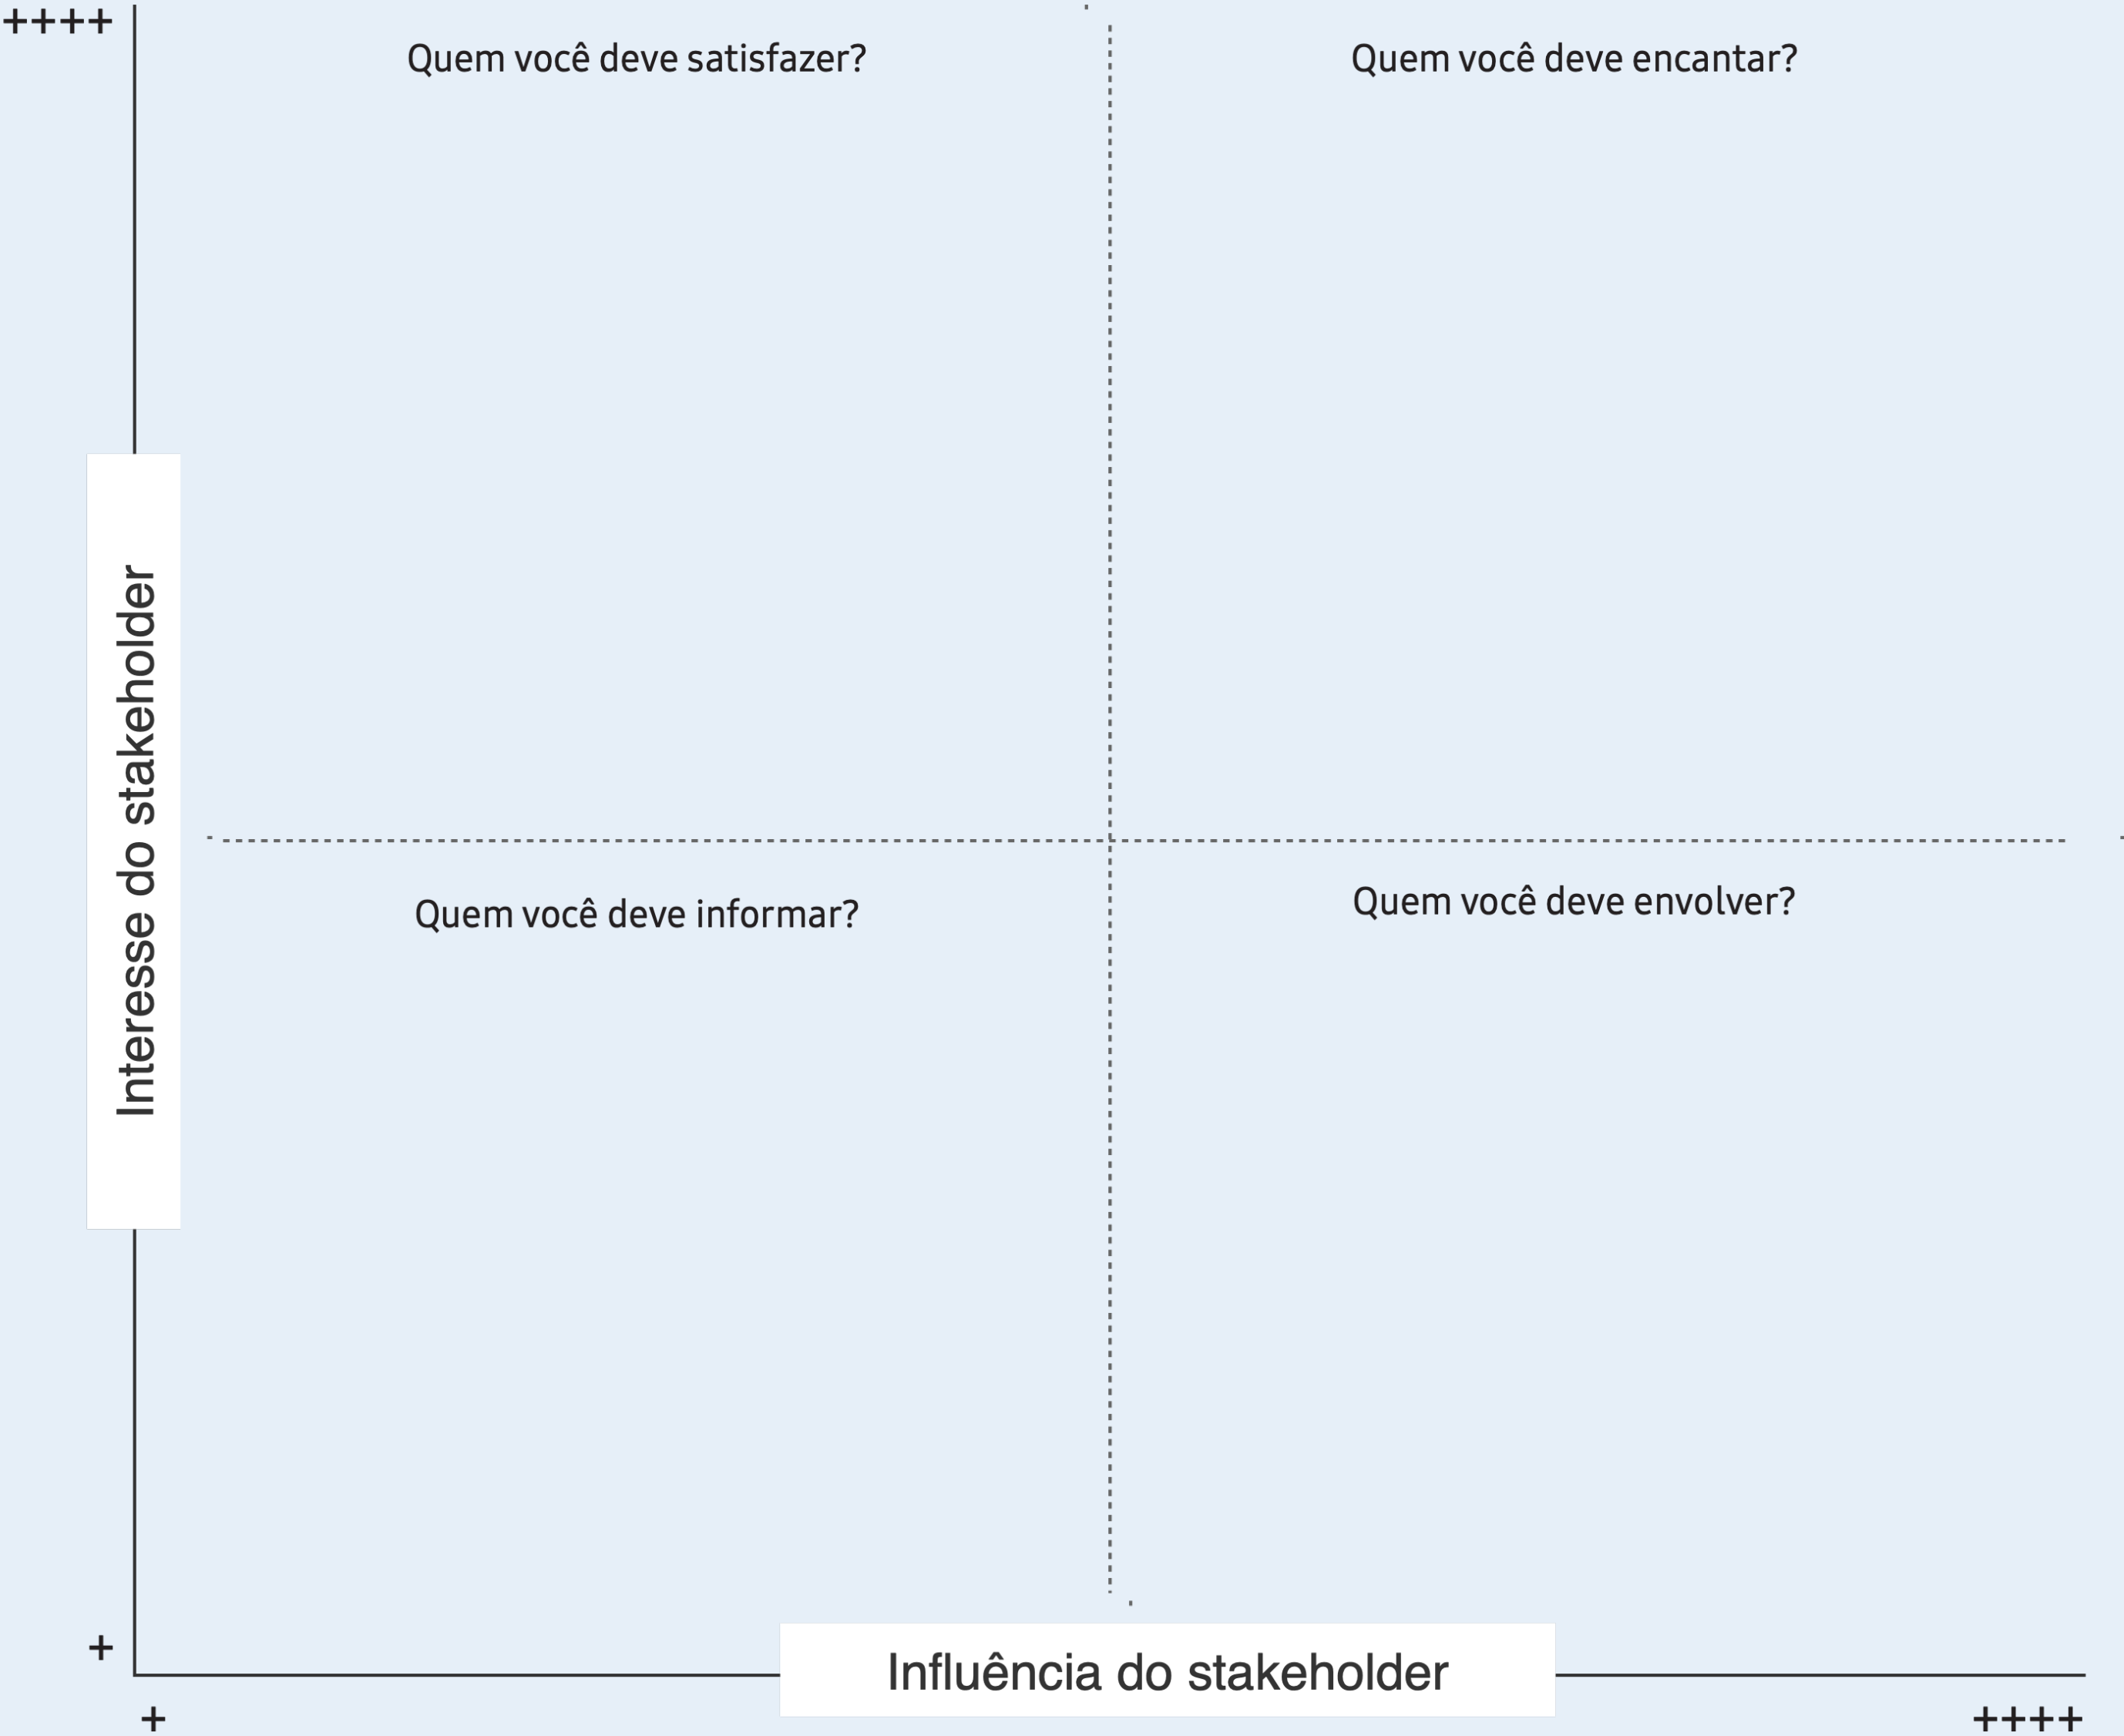 ++++
Quem você deve satisfazer?
Quem você deve encantar?
Interesse do stakeholder
Quem você deve informar?
Quem você deve envolver?
+
Influência do stakeholder
+
++++